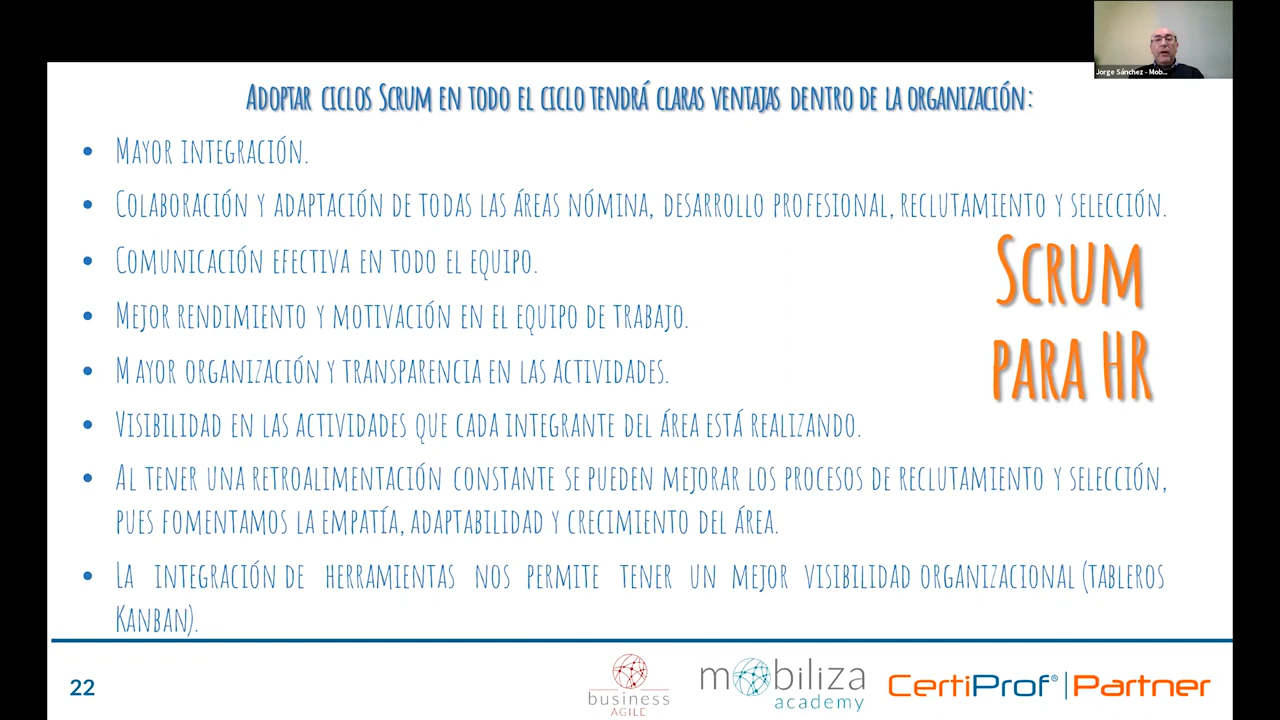 Jorge Sánchez - Mob...
Adoptar ciclos Scrum en todo el ciclo tendrá claras ventajas dentro de la organización:
• Mayor integración.
• Colaboración y adaptación de todas las áreas nómina, desarrollo profesional, reclutamiento y selección.
• Comunicación efectiva en todo el equipo.
• Mejor rendimiento y motivación en el equipo de trabajo.
• Mayor organización y transparencia en las actividades.
• Visibilidad en las actividades que cada integrante del área está realizando.
• Al tener una retroalimentación constante se pueden mejorar los procesos de reclutamiento y selección,
pues fomentamos la empatía, adaptabilidad y crecimiento del área.
• La integración de herramientas nos permite tener un mejor visibilidad organizacional (tableros
Kanban).
Scrum
para HR
22
business
AGILE
mobiliza
academy
CertiProf® | Partner